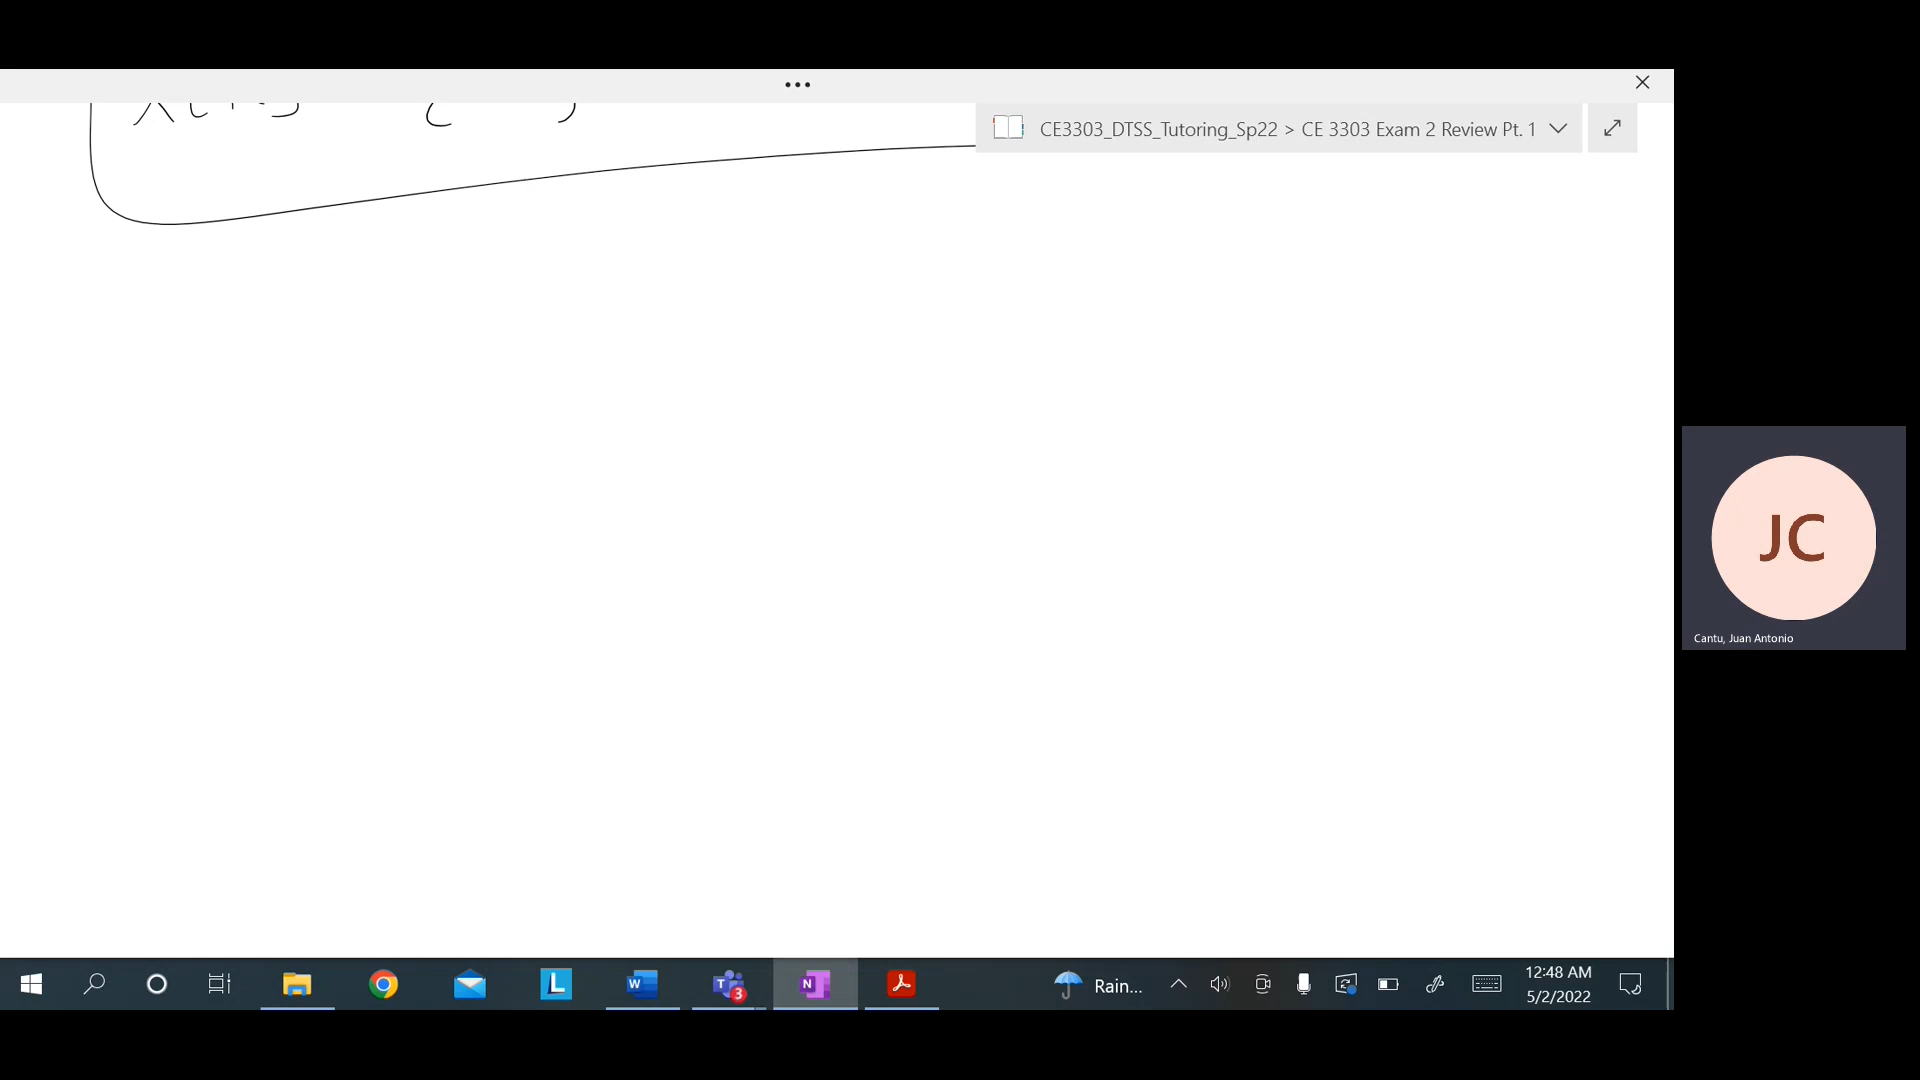 CE3303_DTSS_Tutoring_Sp22 > CE 3303 Exam 2 Review Pt. 1
JC
Cantu, Juan Antonio
L
W
T
3
N
Rain...
12:48 AM
5/2/2022